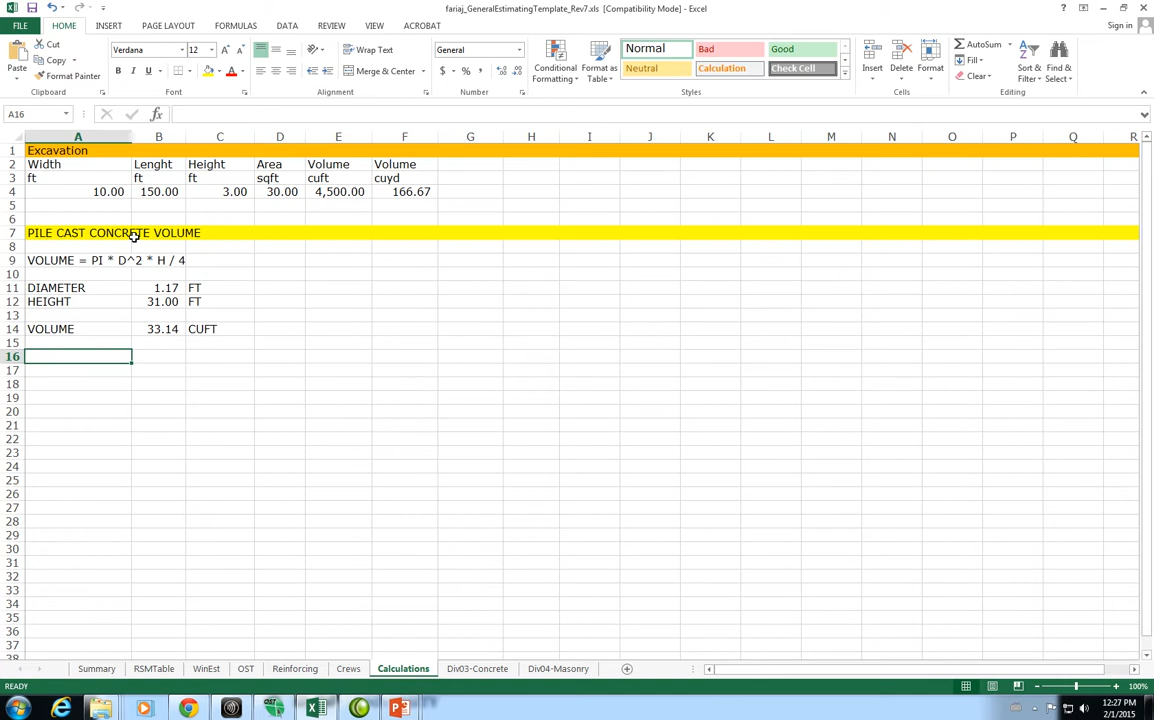 fariaj_GeneralEstimatingTemplate_Rev7.xls [Compatibility Mode] - Excel
FILE HOME INSERT PAGE LAYOUT FORMULAS DATA REVIEW VIEW ACROBAT Sign in
Paste Cut Copy Format Painter Clipboard
Verdana 12 B I U A Font
Wrap Text Merge & Center Alignment
General $ % , Number
Conditional Formatting Format as Table Normal Bad Good Neutral Calculation Check Cell Styles
Insert Delete Format Cells
AutoSum Fill Clear Sort & Filter Find & Select Editing
A16 fx
A B C D E F G H I J K L M N O P Q R
1 Excavation
2 Width Lenght Height Area Volume Volume
3 ft ft ft sqft cuft cuyd
4 10.00 150.00 3.00 30.00 4,500.00 166.67
5
6
7 PILE CAST CONCRETE VOLUME
8
9 VOLUME = PI * D^2 * H / 4
10
11 DIAMETER 1.17 FT
12 HEIGHT 31.00 FT
13
14 VOLUME 33.14 CUFT
15
16
17
18
19
20
21
22
23
24
25
26
27
28
29
30
31
32
33
34
35
36
37
38
Summary RSMTable WinEst OST Reinforcing Crews Calculations Div03-Concrete Div04-Masonry
READY 100%
OST
12:27 PM
2/1/2015